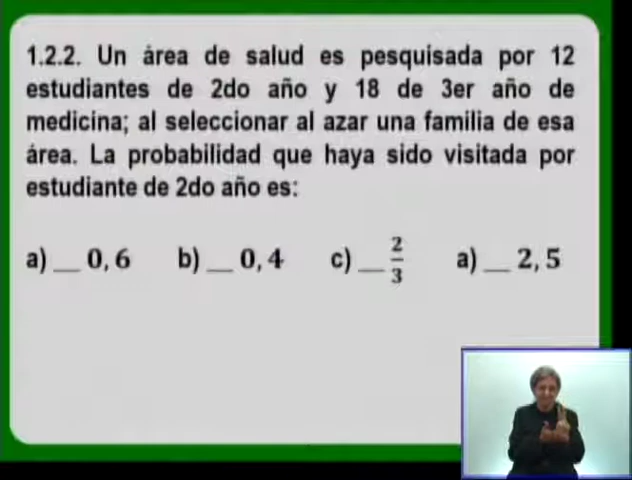 1.2.2. Un área de salud es pesquisada por 12
estudiantes de 2do año y 18 de 3er año de
medicina; al seleccionar al azar una familia de esa
área. La probabilidad que haya sido visitada por
estudiante de 2do año es:
a)__ 0,6 b)__ 0,4 c)__ 2/3 a)__ 2,5